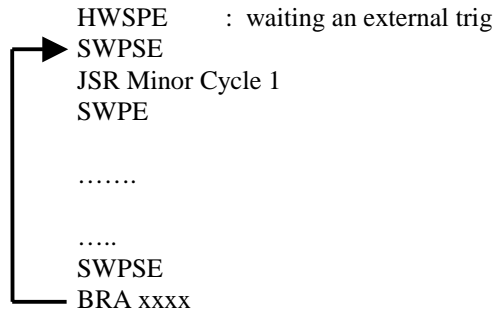 HWSPE : waiting an external trig
SWPSE
JSR Minor Cycle 1
SWPE
…….
…..
SWPSE
BRA xxxx